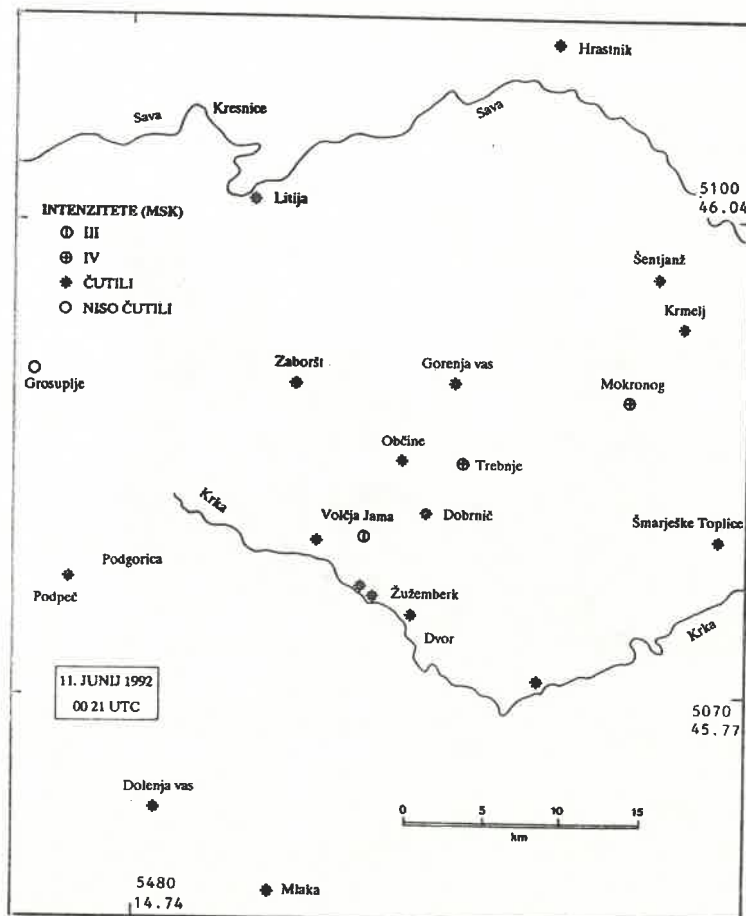 Hrastnik
Sava
Kresnice
Sava
Litija
5100
46.04
INTENZITETE (MSK)
III
IV
ČUTILI
NISO ČUTILI
Šentjanž
Krmelj
Grosuplje
Zaboršt
Gorenja vas
Mokronog
Občine
Trebnje
Krka
Volčja Jama
Dobrnič
Šmarješke Toplice
Podgorica
Podpeč
Žužemberk
Dvor
Krka
11. JUNIJ 1992
00 21 UTC
5070
45.77
Dolenja vas
0 5 10 15
km
5480
14.74
Mlaka